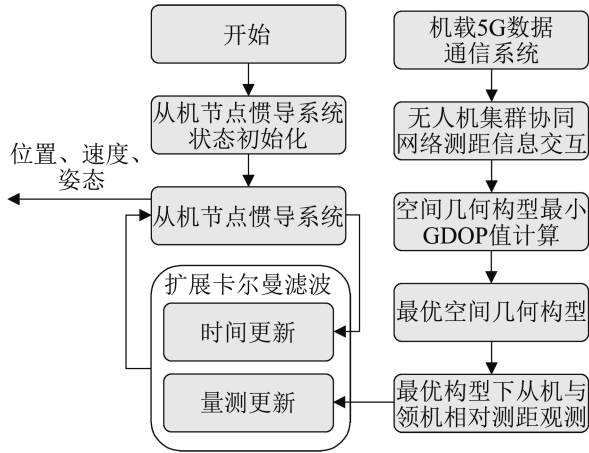 开始
从机节点惯导系统
状态初始化
位置、速度、
姿态
从机节点惯导系统
扩展卡尔曼滤波
时间更新
量测更新
机载5G数据
通信系统
无人机集群协同
网络测距信息交互
空间几何构型最小
GDOP值计算
最优空间几何构型
最优构型下从机与
领机相对测距观测